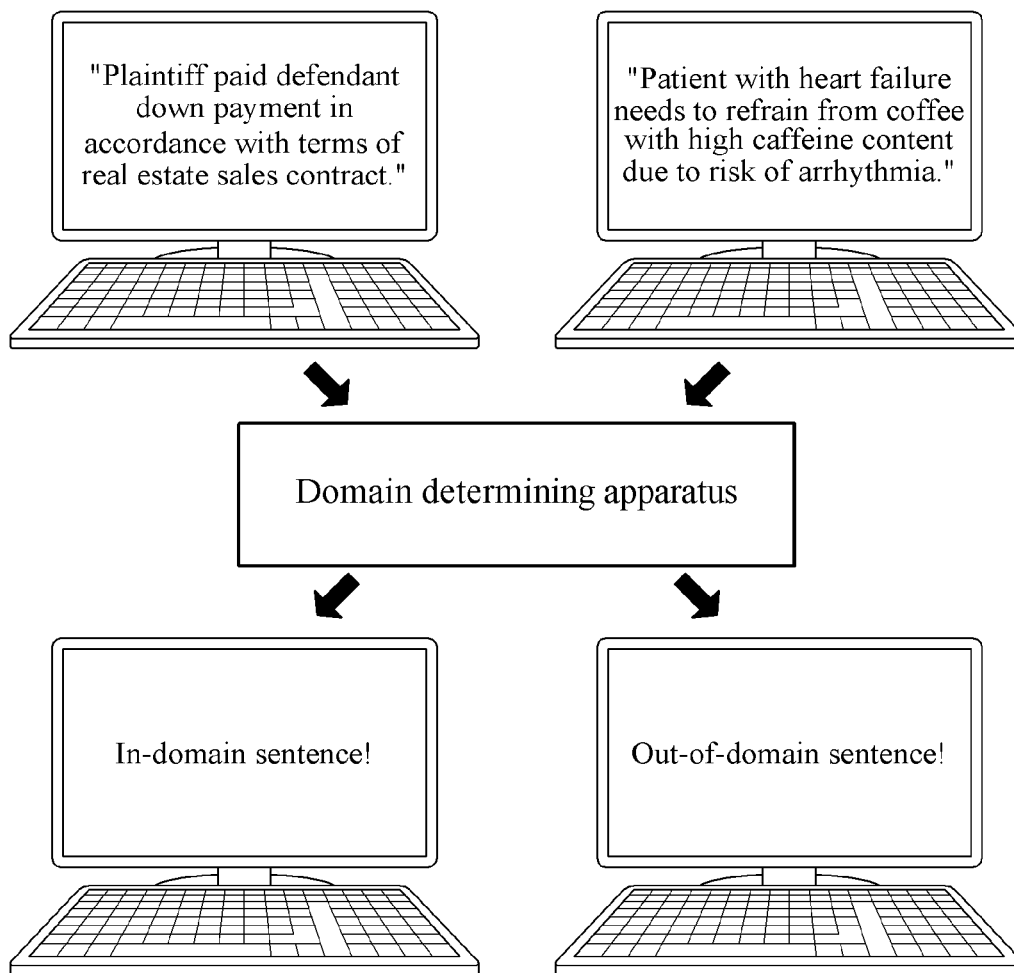 "Plaintiff paid defendant
down payment in
accordance with terms of
real estate sales contract."
"Patient with heart failure
needs to refrain from coffee
with high caffeine content
due to risk of arrhythmia."
Domain determining apparatus
In-domain sentence!
Out-of-domain sentence!